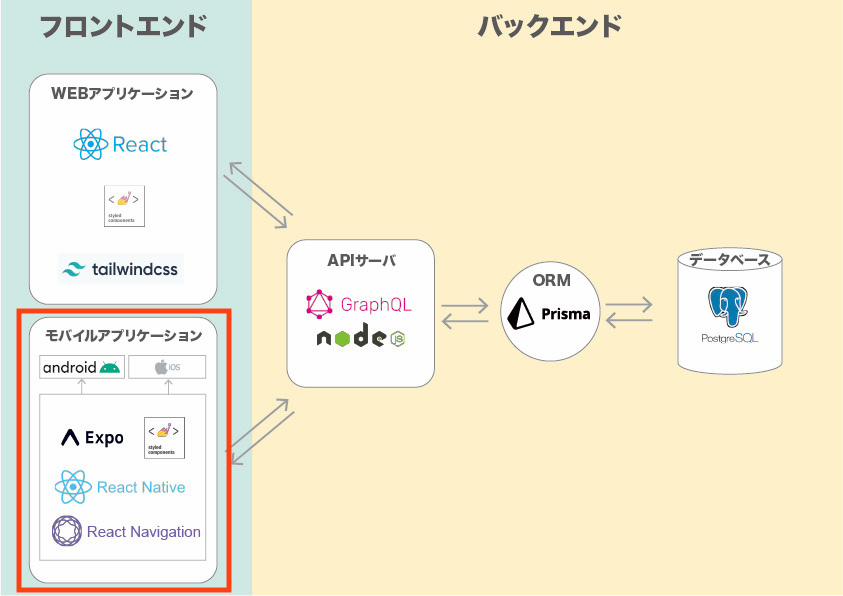 フロントエンド
バックエンド
WEBアプリケーション
React
< >
styled
components
tailwindcss
モバイルアプリケーション
android
iOS
Expo
< >
styled
components
React Native
React Navigation
APIサーバ
GraphQL
node
JS
ORM
Prisma
データベース
PostgreSQL